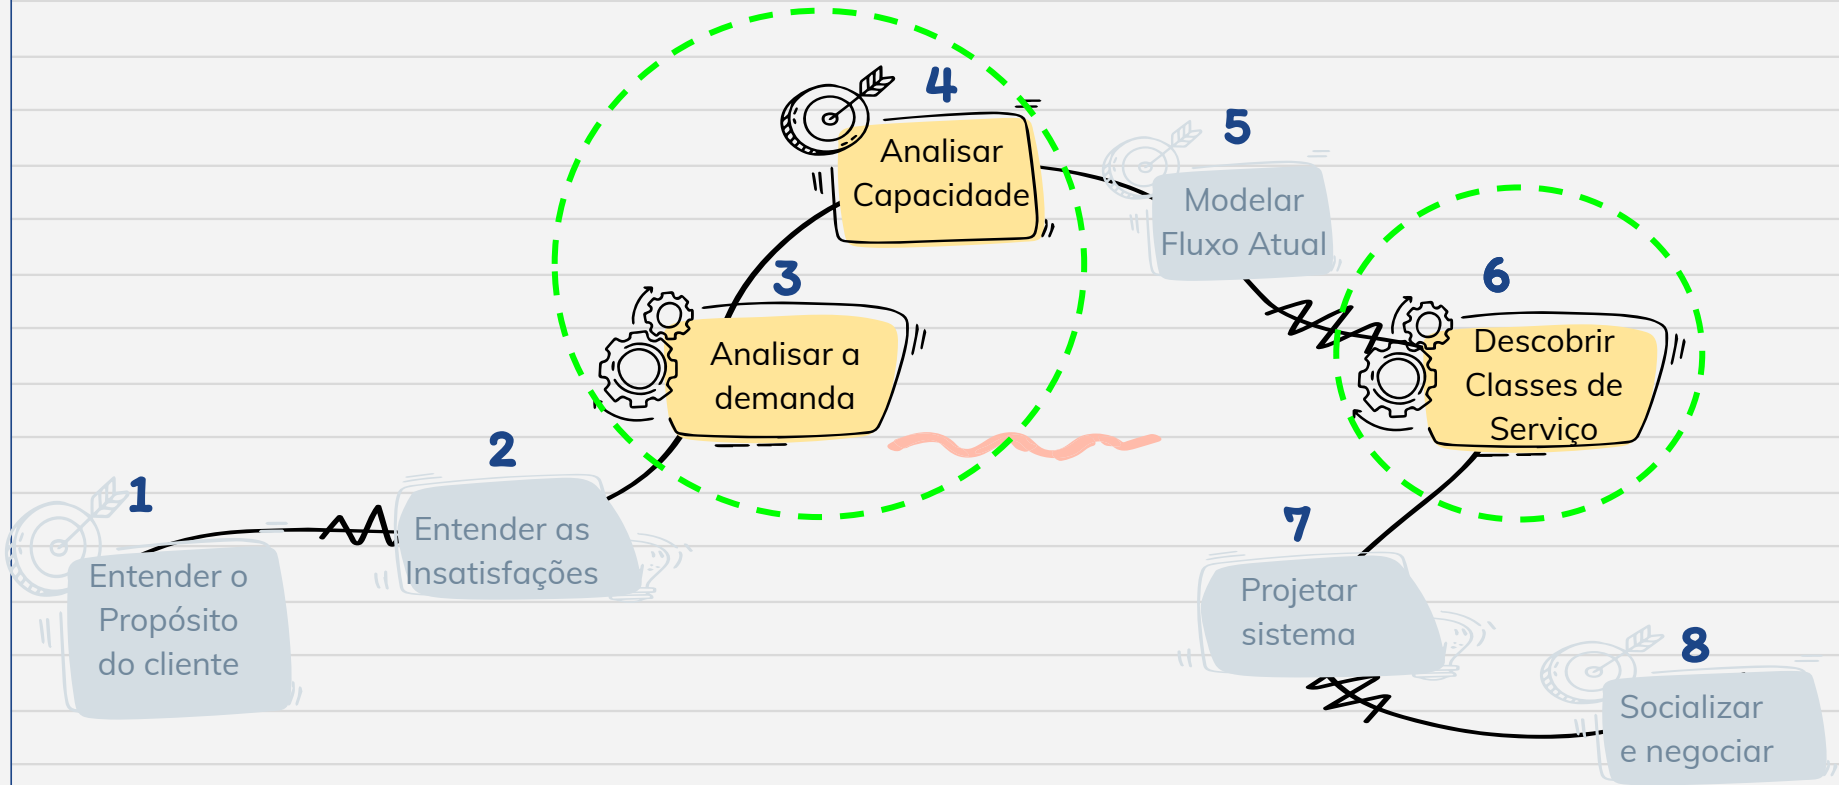 1
Entender o
Propósito
do cliente
2
Entender as
Insatisfações
3
Analisar a
demanda
4
Analisar
Capacidade
5
Modelar
Fluxo Atual
6
Descobrir
Classes de
Serviço
7
Projetar
sistema
8
Socializar
e negociar